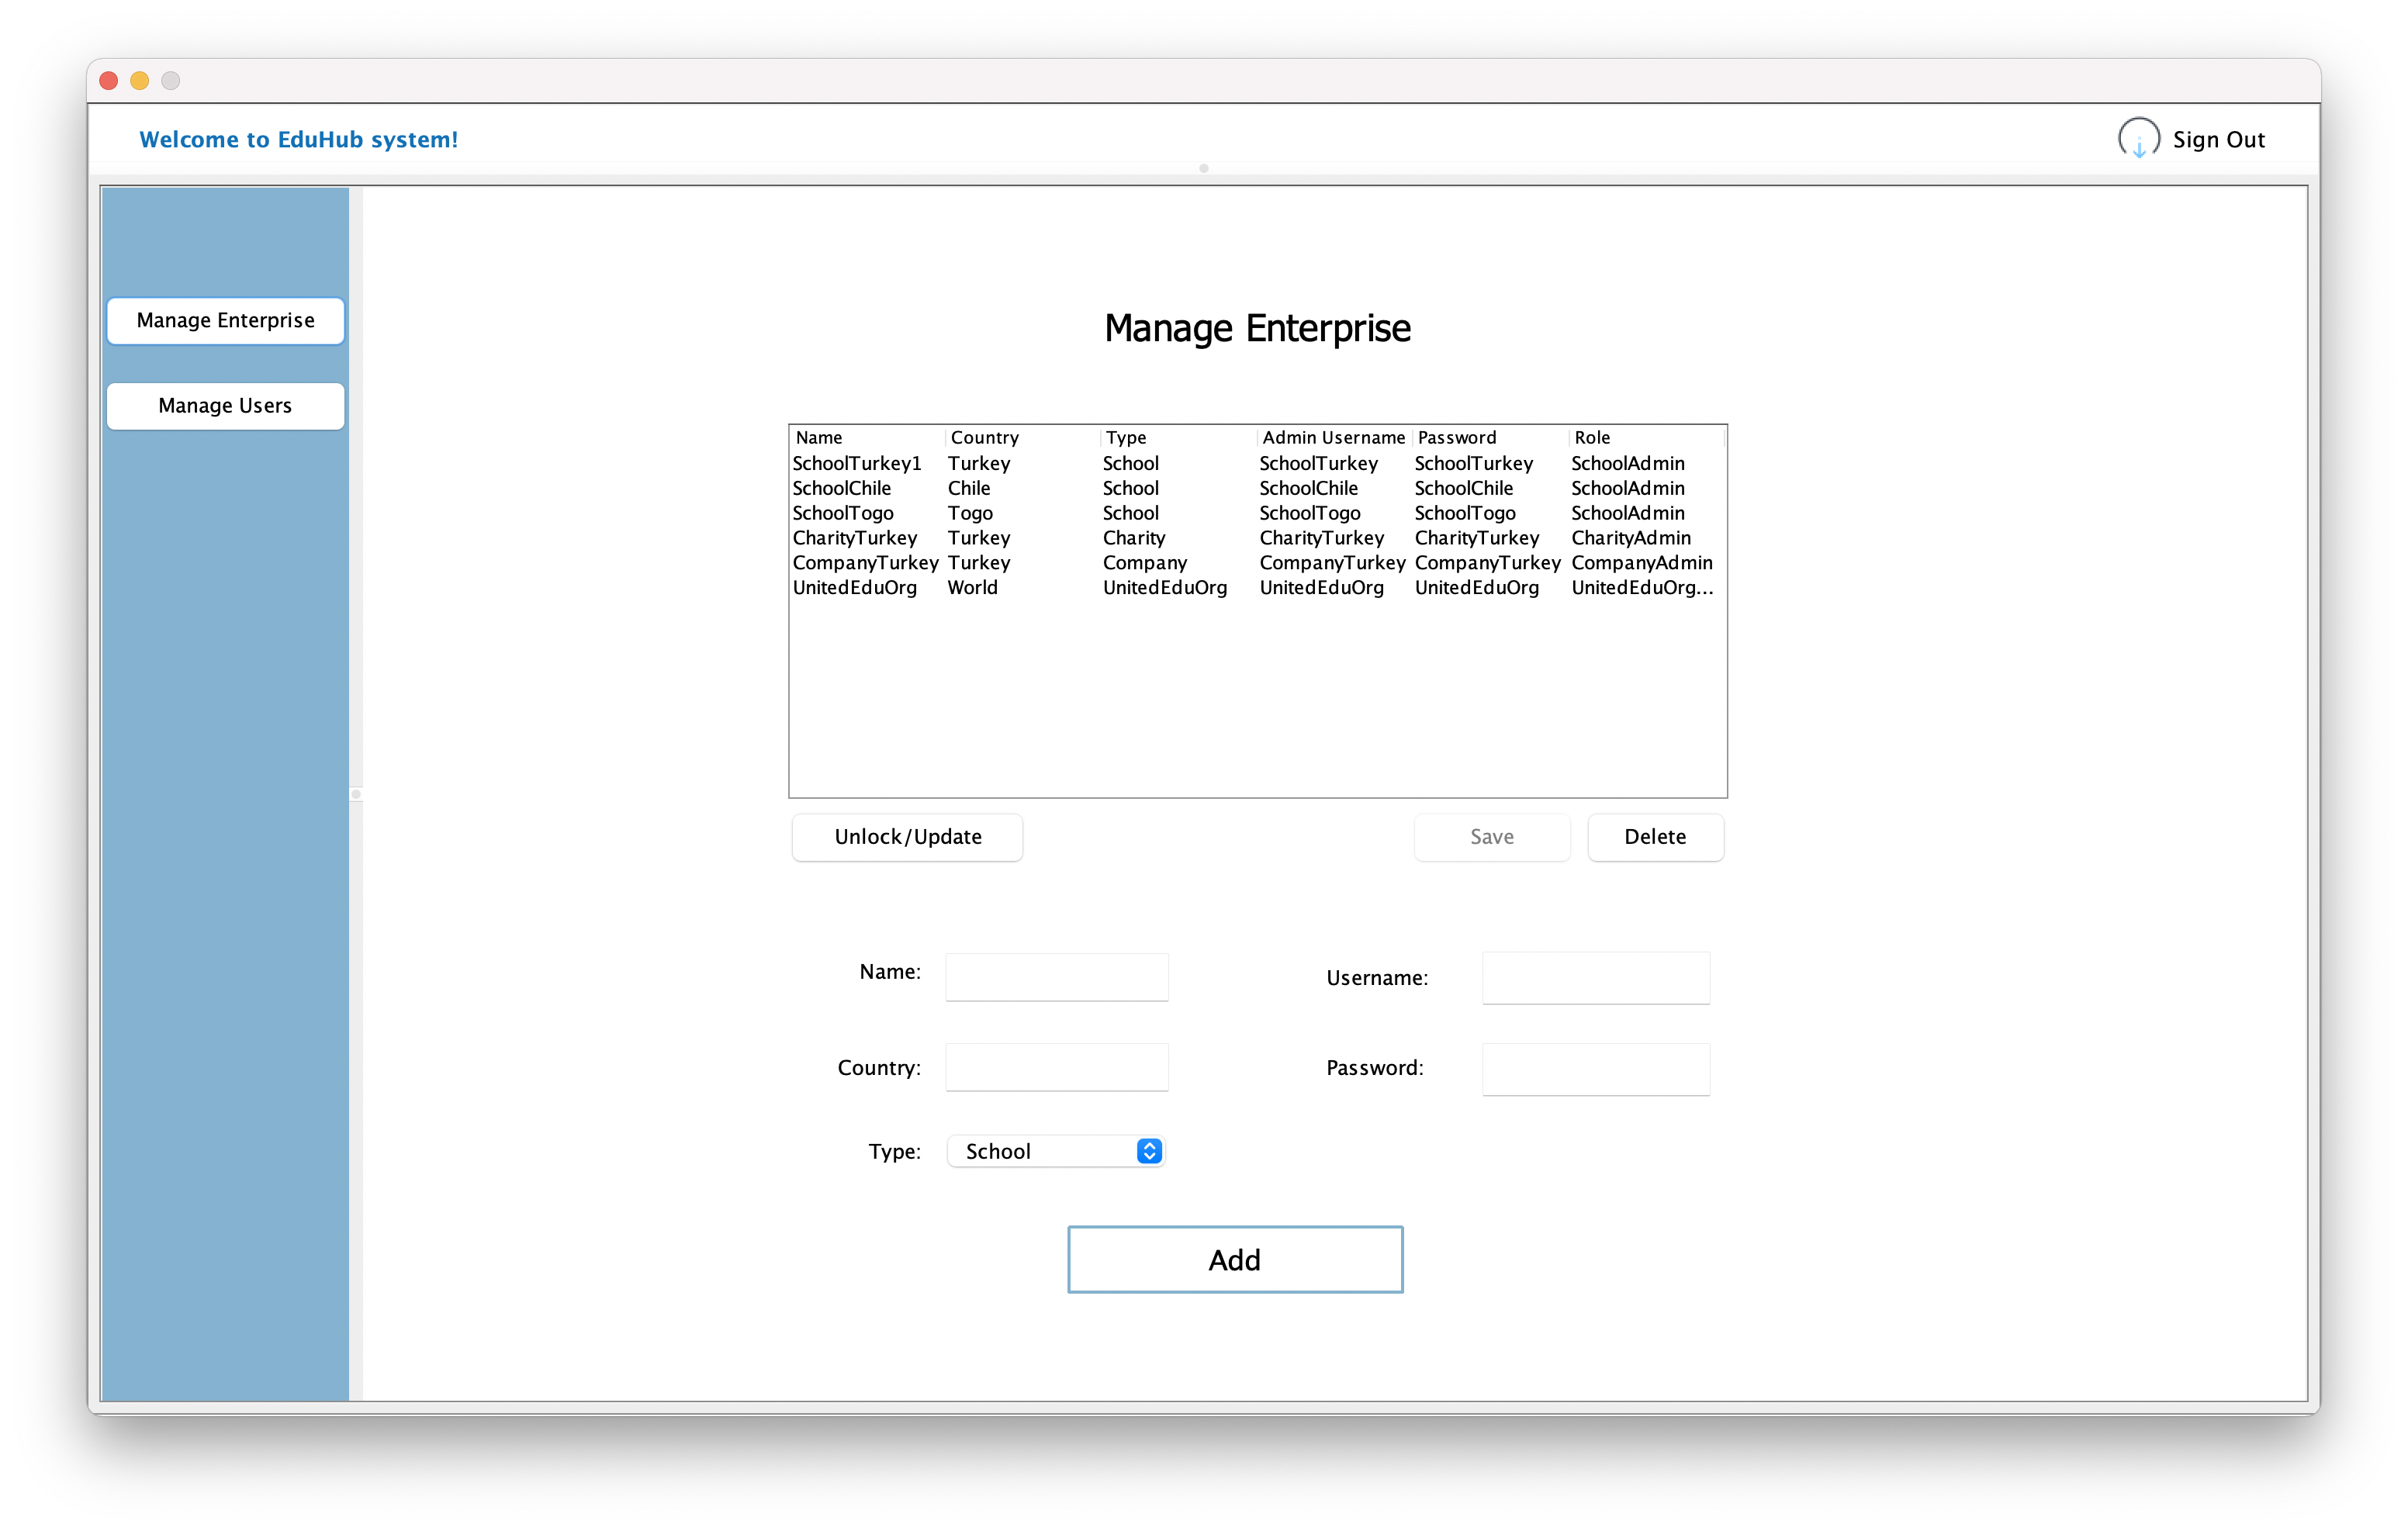 Welcome to EduHub system!
Sign Out
Manage Enterprise
Manage Users
Manage Enterprise
Name Country Type Admin Username Password Role
SchoolTurkey1 Turkey School SchoolTurkey SchoolTurkey SchoolAdmin
SchoolChile Chile School SchoolChile SchoolChile SchoolAdmin
SchoolTogo Togo School SchoolTogo SchoolTogo SchoolAdmin
CharityTurkey Turkey Charity CharityTurkey CharityTurkey CharityAdmin
CompanyTurkey Turkey Company CompanyTurkey CompanyTurkey CompanyAdmin
UnitedEduOrg World UnitedEduOrg UnitedEduOrg UnitedEduOrg UnitedEduOrg...
Unlock/Update Save Delete
Name: Username:
Country: Password:
Type: School
Add